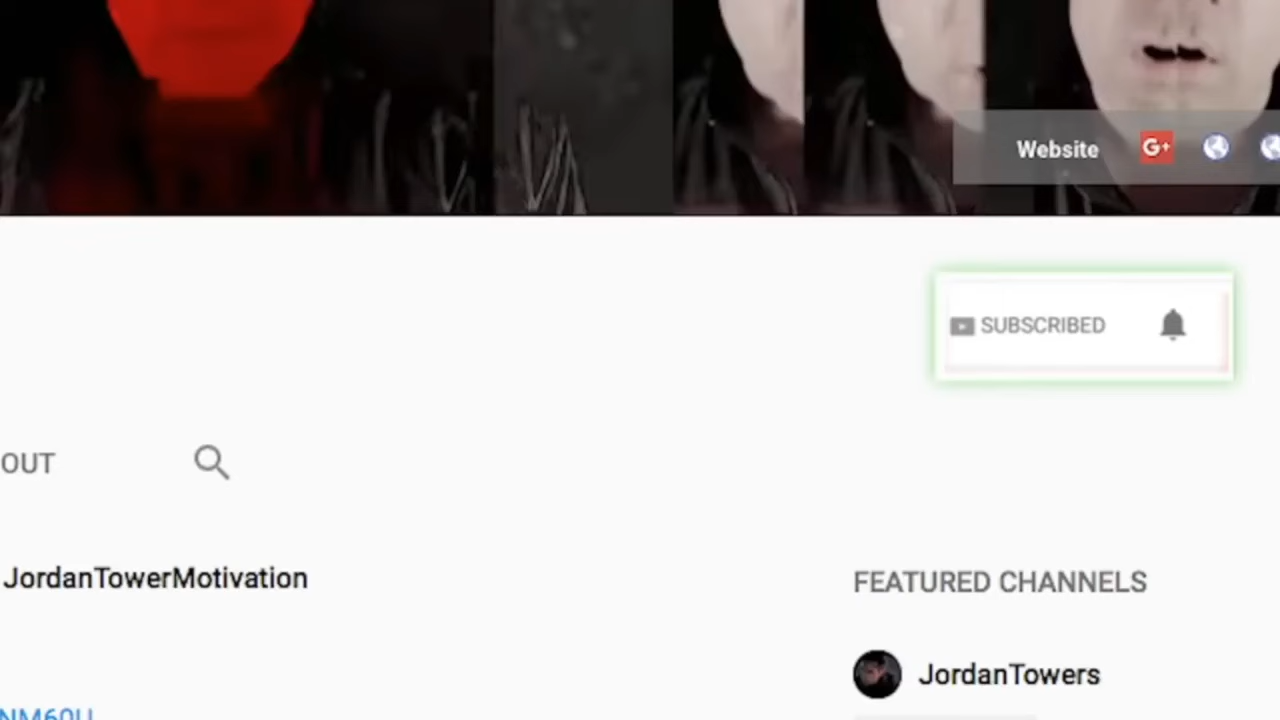 Website G+
SUBSCRIBED
OUT
JordanTowerMotivation
FEATURED CHANNELS
JordanTowers